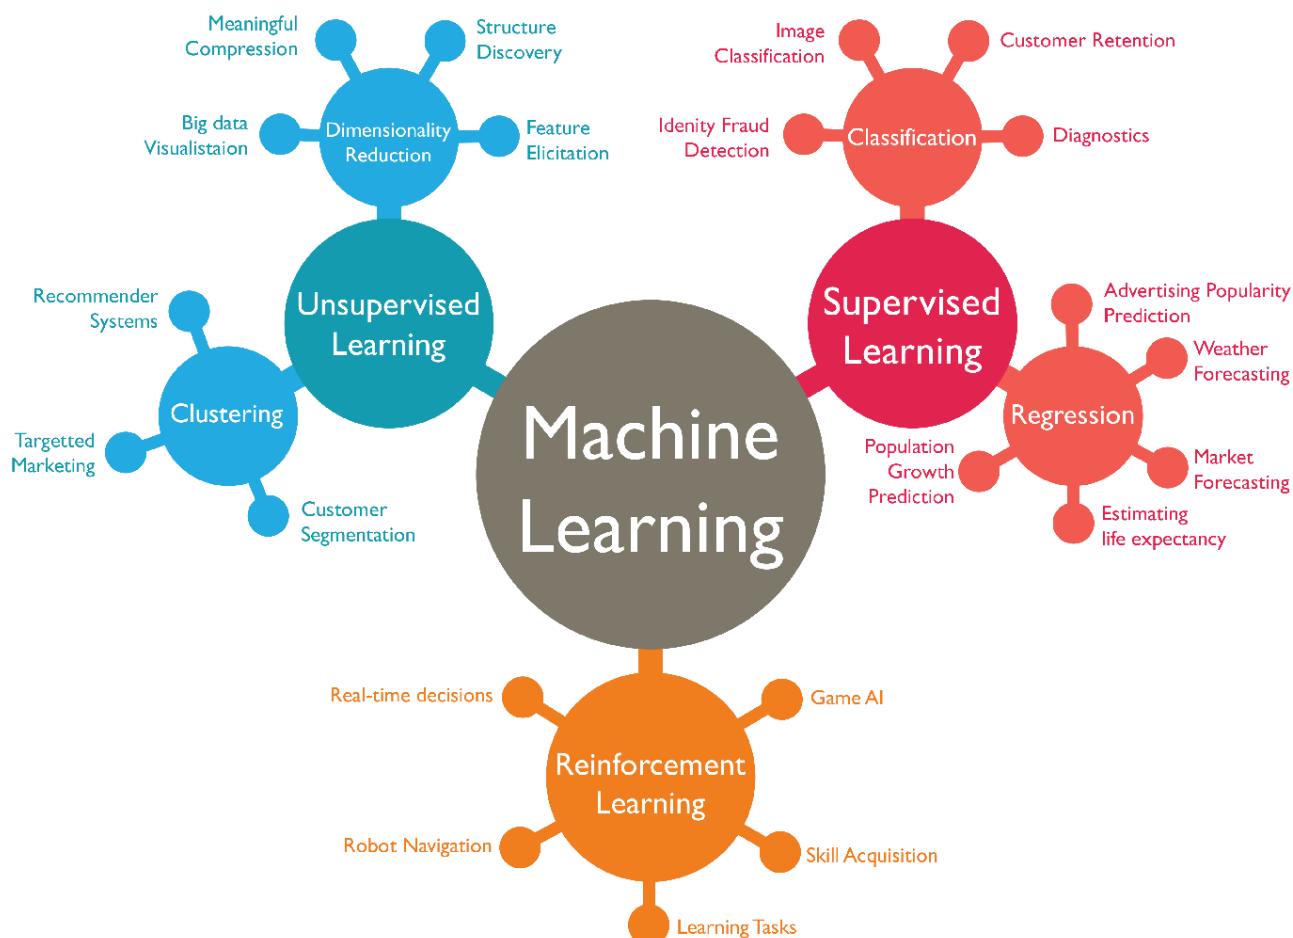 Meaningful
Compression
Structure
Discovery
Big data
Visualistaion
Dimensionality
Reduction
Feature
Elicitation
Unsupervised
Learning
Recommender
Systems
Clustering
Targetted
Marketing
Customer
Segmentation
Image
Classification
Customer Retention
Idenity Fraud
Detection
Classification
Diagnostics
Supervised
Learning
Advertising Popularity
Prediction
Weather
Forecasting
Regression
Population
Growth
Prediction
Market
Forecasting
Estimating
life expectancy
Machine
Learning
Real-time decisions
Game AI
Reinforcement
Learning
Robot Navigation
Skill Acquisition
Learning Tasks